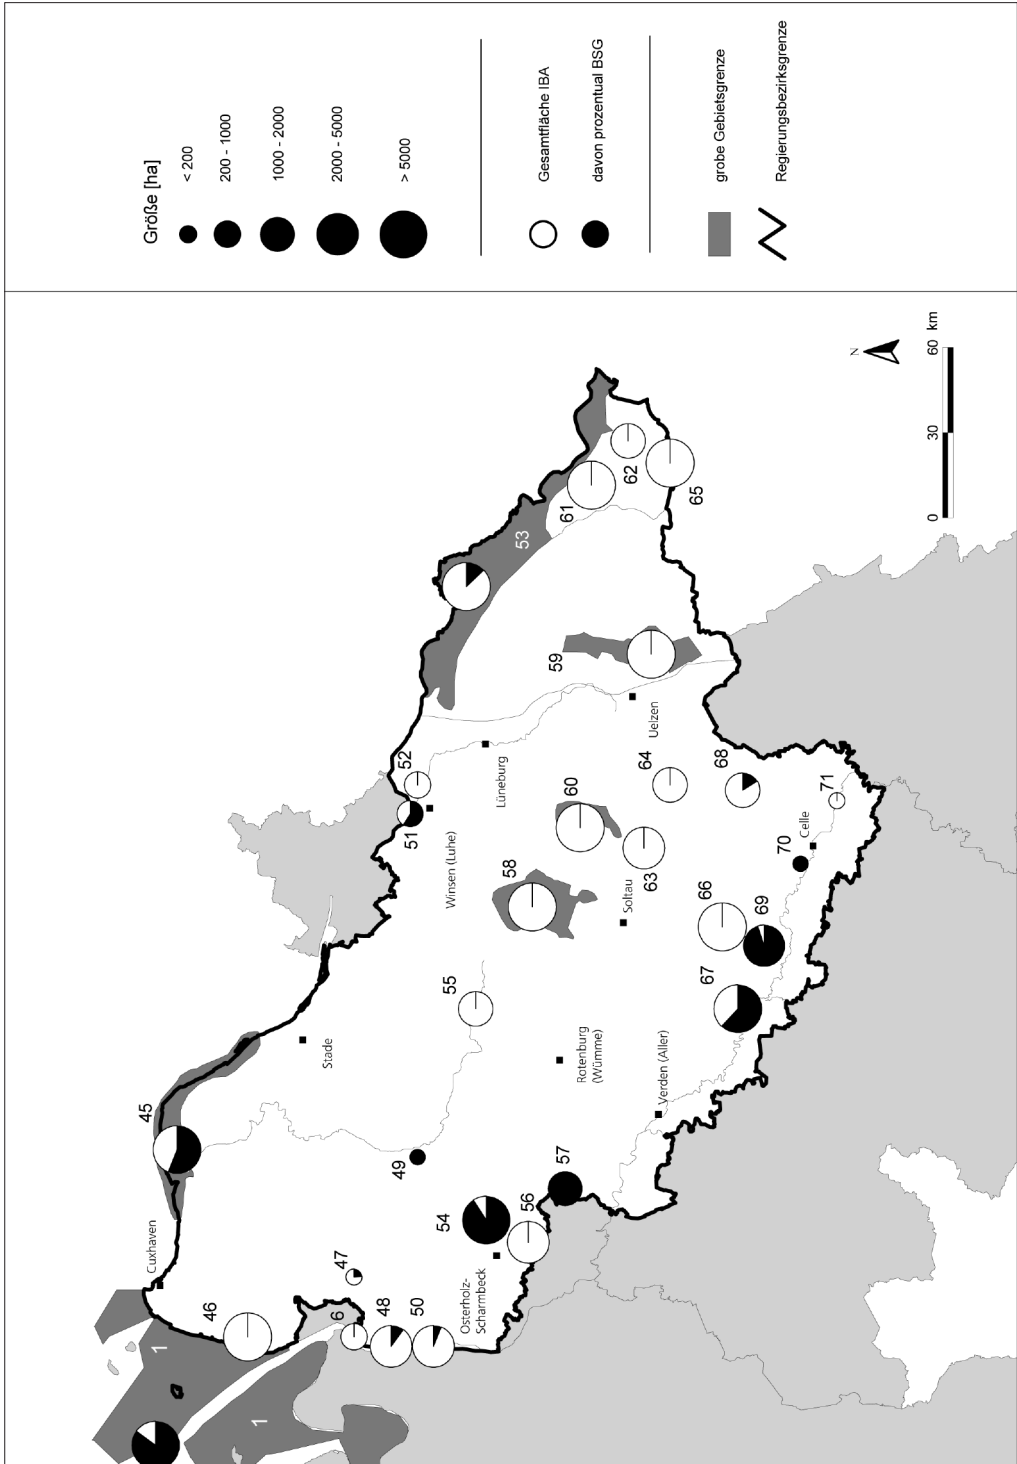 Größe [ha]
< 200
200 - 1000
1000 - 2000
2000 - 5000
> 5000
Gesamtfläche IBA
davon prozentual BSG
grobe Gebietsgrenze
Regierungsbezirksgrenze
N
0
30
60
km
1
1
Cuxhaven
46
45
6
47
48
50
49
Stade
Osterholz-
Scharmbeck
54
56
57
55
Rotenburg
(Wümme)
Verden (Aller)
51
52
Winsen (Luhe)
Lüneburg
58
60
Soltau
63
64
53
59
Uelzen
61
62
65
66
67
69
68
70
Celle
71